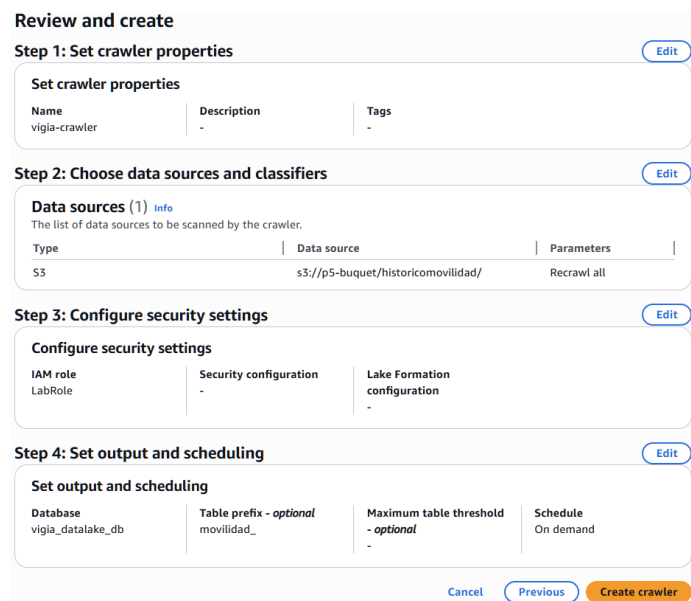 Review and create
Step 1: Set crawler properties
Edit
Set crawler properties
Name Description Tags
vigia-crawler - -
Step 2: Choose data sources and classifiers
Edit
Data sources (1) Info
The list of data sources to be scanned by the crawler.
Type Data source Parameters
S3 s3://p5-buquet/historicomovilidad/ Recrawl all
Step 3: Configure security settings
Edit
Configure security settings
IAM role Security configuration Lake Formation
LabRole - configuration
-
Step 4: Set output and scheduling
Edit
Set output and scheduling
Database Table prefix - optional Maximum table threshold Schedule
vigia_datalake_db movilidad_ - optional On demand
-
Cancel Previous Create crawler